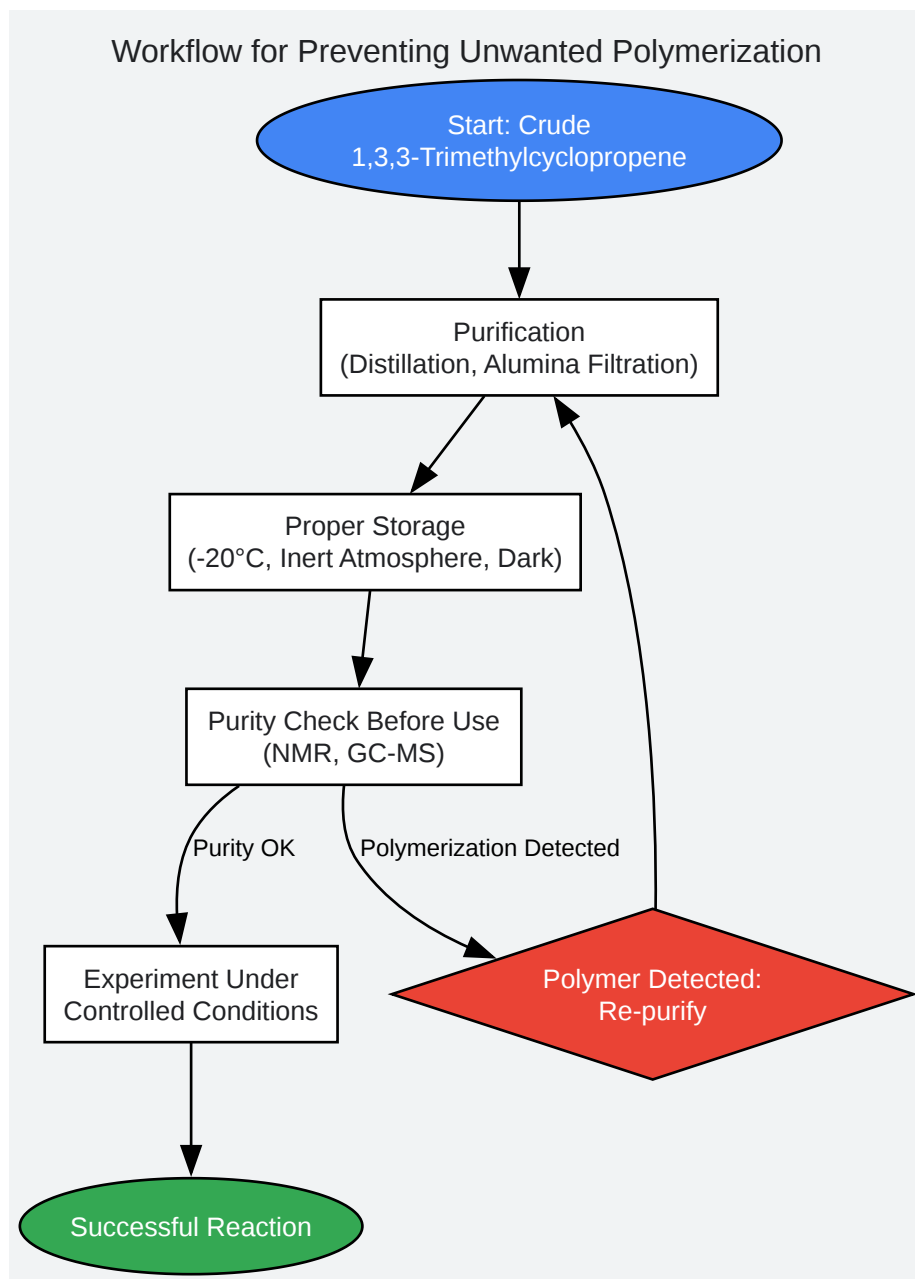 Workflow for Preventing Unwanted Polymerization
Start: Crude
1,3,3-Trimethylcyclopropene
Purification
(Distillation, Alumina Filtration)
Proper Storage
(-20°C, Inert Atmosphere, Dark)
Purity Check Before Use
(NMR, GC-MS)
Purity OK
Polymerization Detected
Experiment Under
Controlled Conditions
Polymer Detected:
Re-purify
Successful Reaction